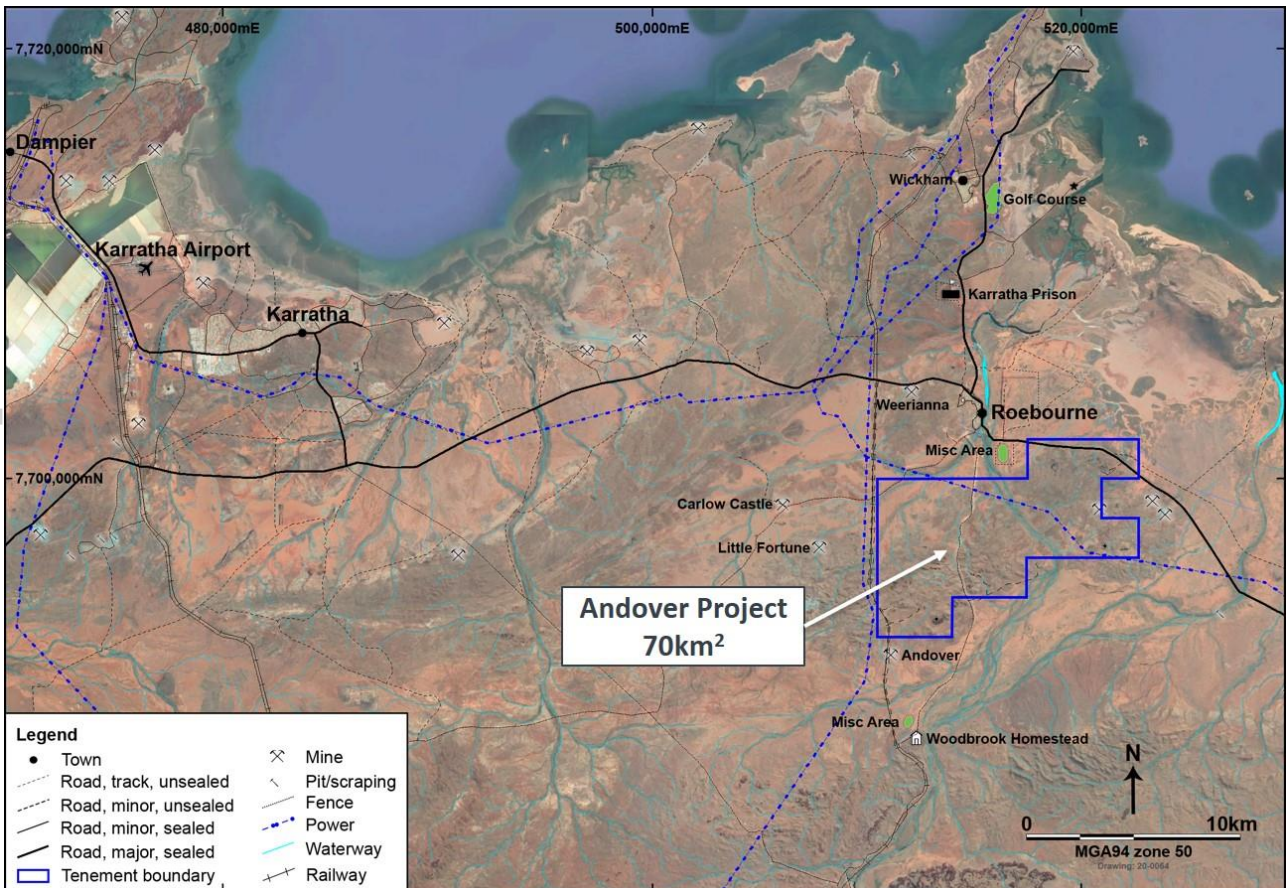 480,000mE
500,000mE
520,000mE
7,720,000mN
Dampier
Wickham
Golf Course
Karratha Airport
Karratha Prison
Karratha
Weerianna
Roebourne
Misc Area
7,700,000mN
Carlow Castle
Little Fortune
Andover Project
70km²
Andover
Misc Area
Woodbrook Homestead
Legend
Town
Road, track, unsealed
Road, minor, unsealed
Road, minor, sealed
Road, major, sealed
Tenement boundary
Mine
Pit/scraping
Fence
Power
Waterway
Railway
N
0 10km
MGA94 zone 50
Drawing: 20-0064